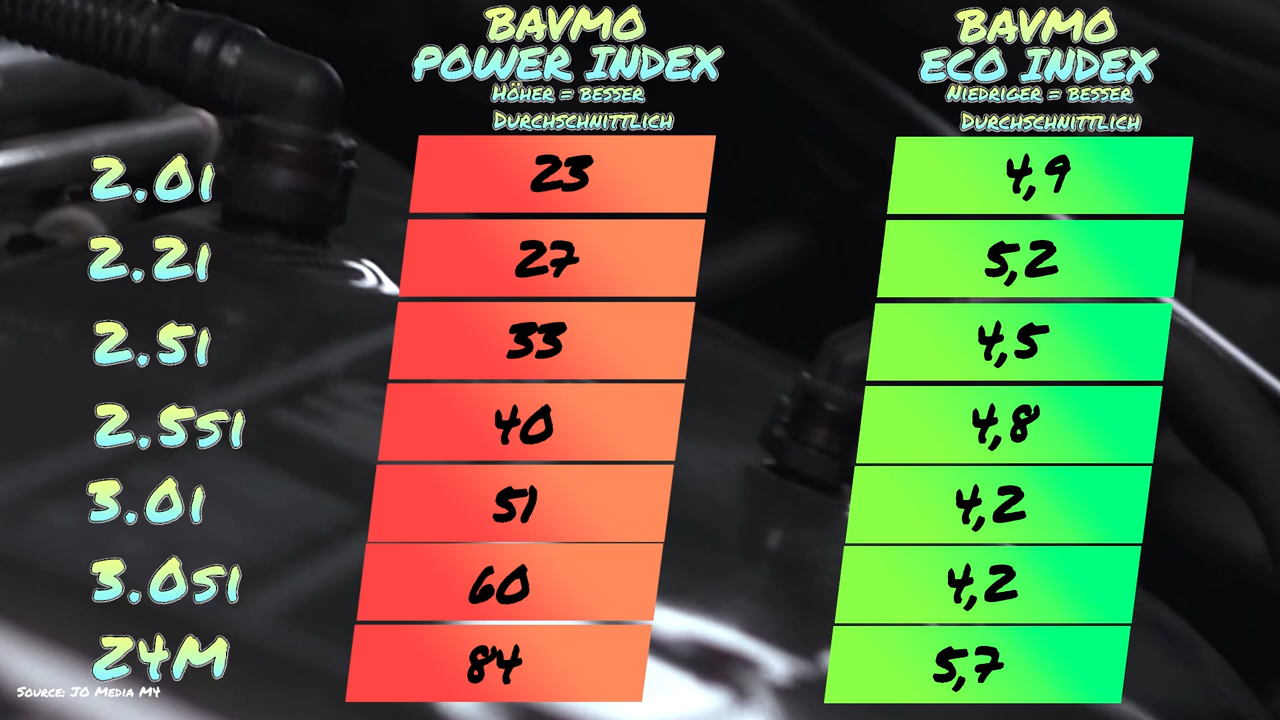 BAVMO
POWER INDEX
HÖHER = BESSER
DURCHSCHNITTLICH
BAVMO
ECO INDEX
NIEDRIGER = BESSER
DURCHSCHNITTLICH
2.0I 23 4,9
2.2I 27 5,2
2.5I 33 4,5
2.5SI 40 4,8
3.0I 51 4,2
3.0SI 60 4,2
Z4M 84 5,7
SOURCE: JO MEDIA M4